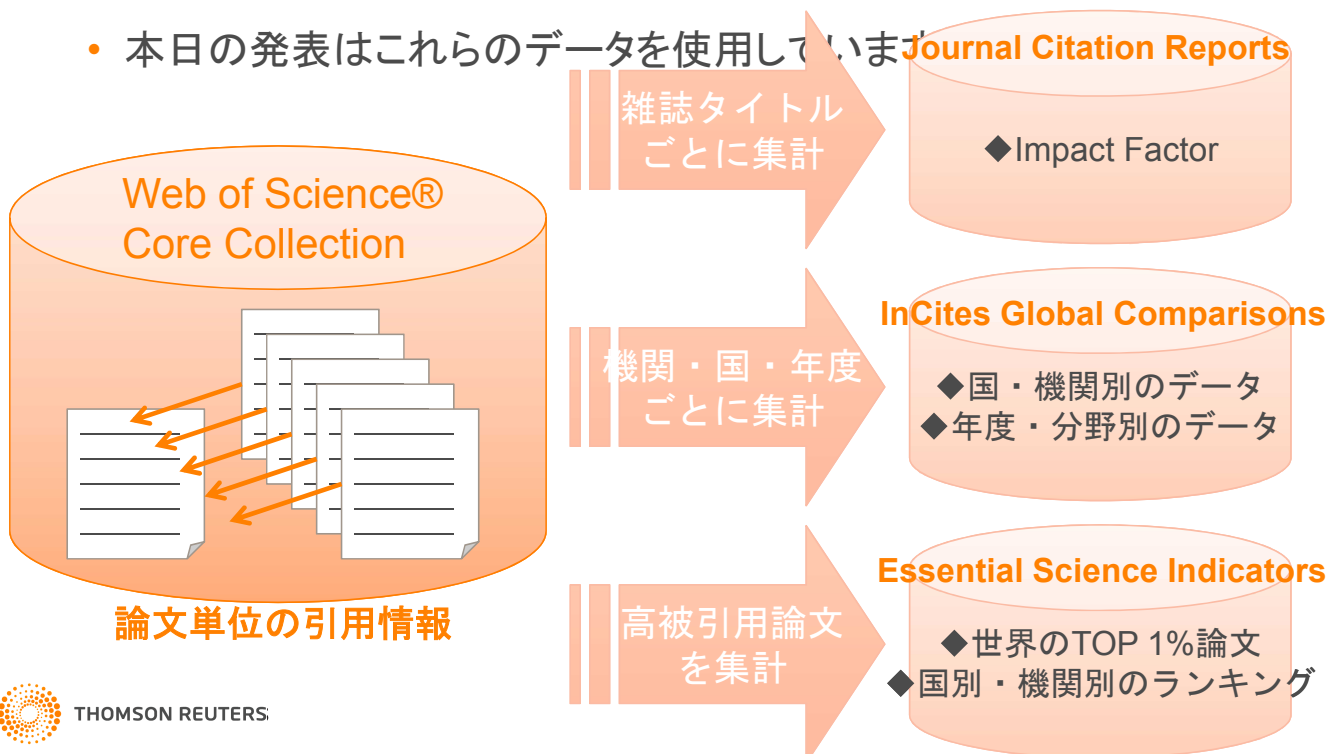 • 本日の発表はこれらのデータを使用しています
Web of Science®
Core Collection
論文単位の引用情報
雑誌タイトル
ごとに集計
Journal Citation Reports
◆Impact Factor
機関・国・年度
ごとに集計
InCites Global Comparisons
◆国・機関別のデータ
◆年度・分野別のデータ
高被引用論文
を集計
Essential Science Indicators
◆世界のTOP 1%論文
◆国別・機関別のランキング
THOMSON REUTERS